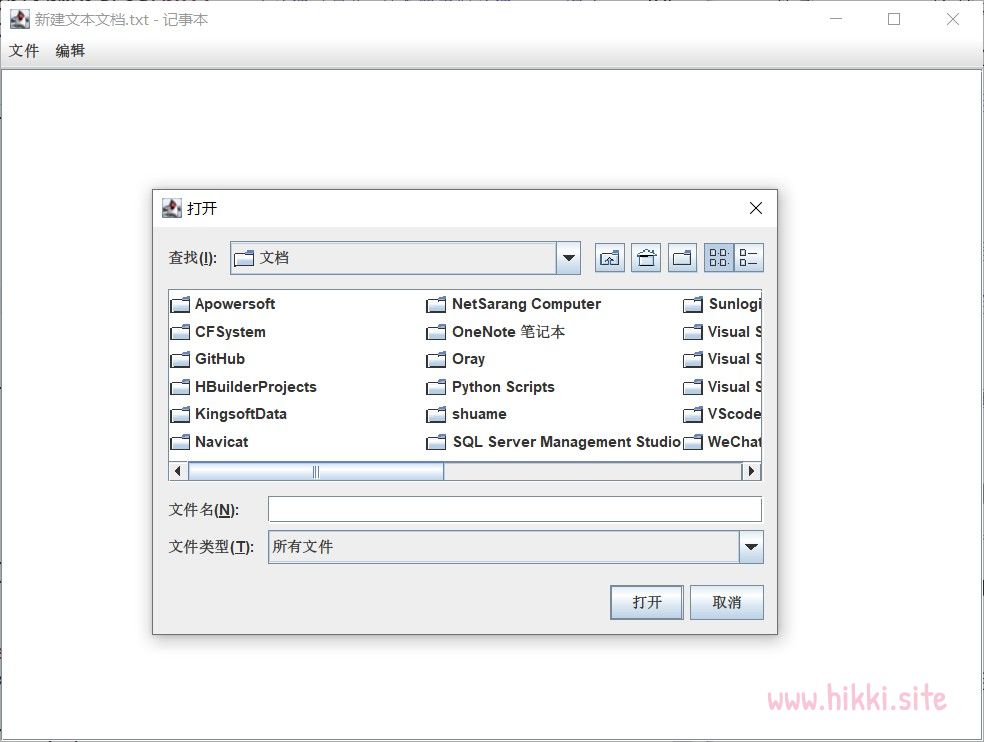 新建文本文档.txt - 记事本
文件 编辑
打开
查找(I): 文档
Apowersoft NetSarang Computer Sunlogi
CFSystem OneNote 笔记本 Visual S
GitHub Oray Visual S
HBuilderProjects Python Scripts Visual S
KingsoftData shuame VScode
Navicat SQL Server Management Studio WeChat
文件名(N):
文件类型(T): 所有文件
打开 取消
www.hikki.site